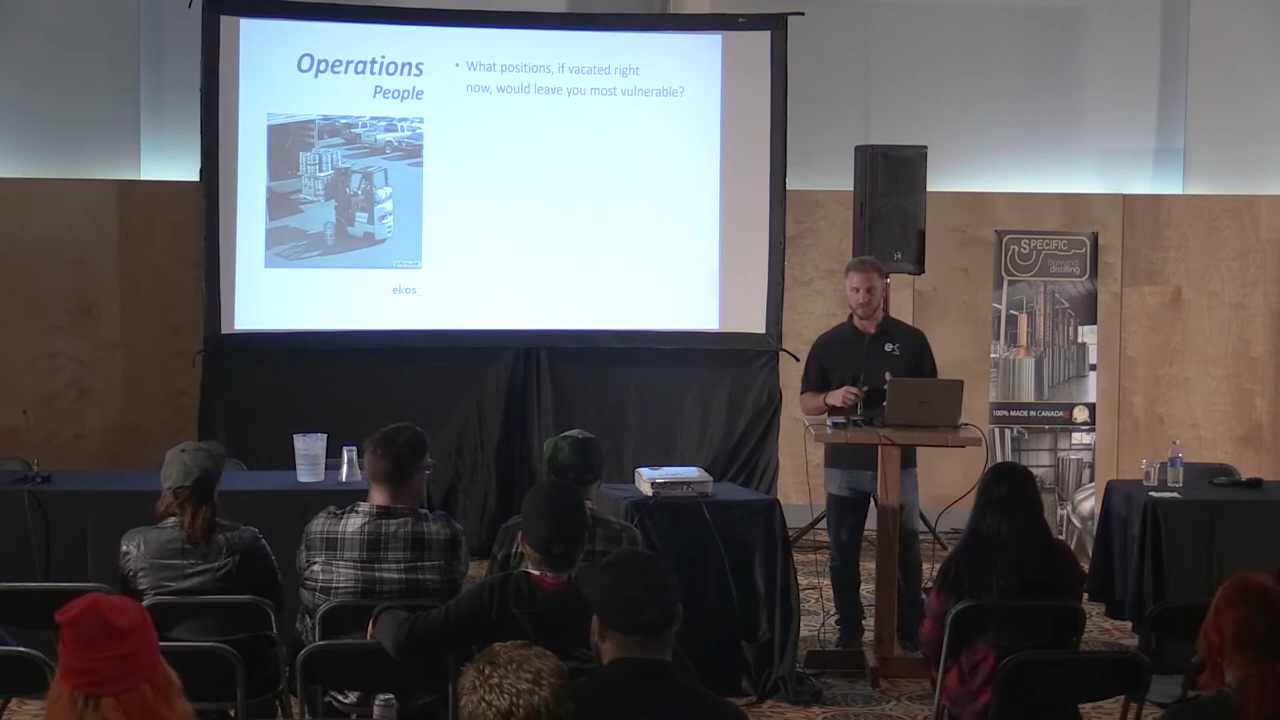 Operations
People
• What positions, if vacated right
now, would leave you most vulnerable?
ekos
SPECIFIC
brewing
distilling
100% MADE IN CANADA
ek